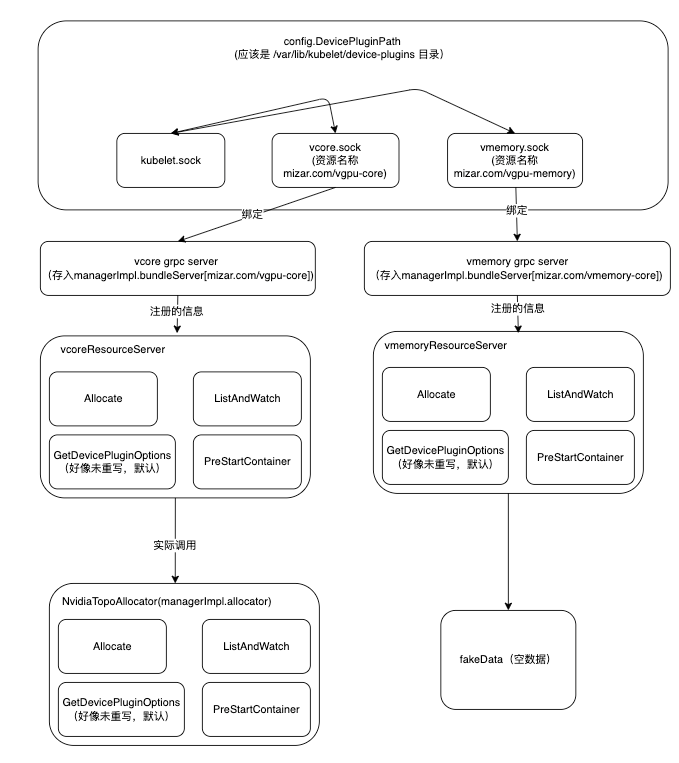 config.DevicePluginPath
(应该是 /var/lib/kubelet/device-plugins 目录)
kubelet.sock
vcore.sock
(资源名称
mizar.com/vgpu-core)
vmemory.sock
(资源名称
mizar.com/vgpu-memory)
绑定
绑定
vcore grpc server
(存入managerImpl.bundleServer[mizar.com/vgpu-core])
vmemory grpc server
(存入managerImpl.bundleServer[mizar.com/vmemory-core])
注册的信息
注册的信息
vcoreResourceServer
Allocate
ListAndWatch
GetDevicePluginOptions
(好像未重写，默认)
PreStartContainer
vmemoryResourceServer
Allocate
ListAndWatch
GetDevicePluginOptions
(好像未重写，默认)
PreStartContainer
实际调用
NvidiaTopoAllocator(managerImpl.allocator)
Allocate
ListAndWatch
GetDevicePluginOptions
(好像未重写，默认)
PreStartContainer
fakeData（空数据）